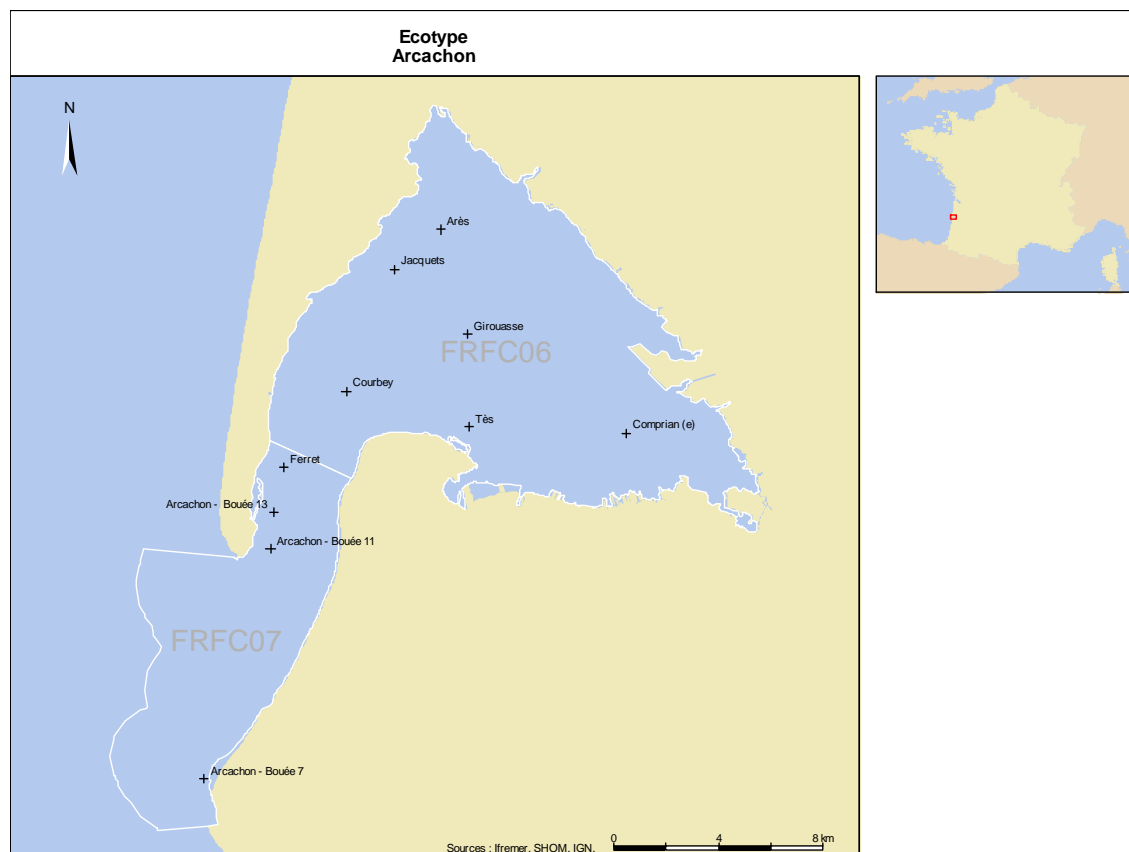 Ecotype
Arcachon
N
Arès
Jacquets
Girouasse
FRFC06
Courbey
Tès
Comprian (e)
Ferret
Arcachon - Bouée 13
Arcachon - Bouée 11
FRFC07
Arcachon - Bouée 7
Sources : Ifremer, SHOM, IGN.
0 4 8 km